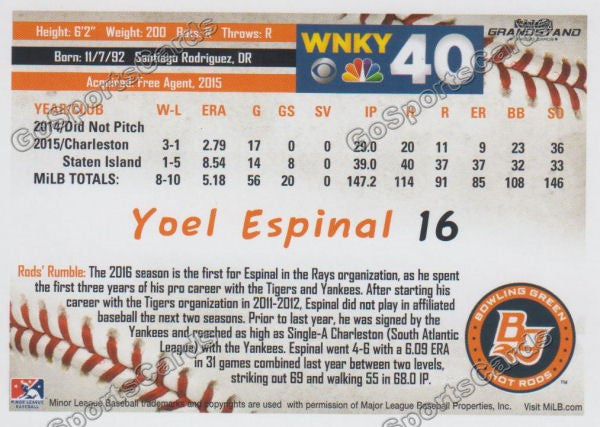 Height: 6'2" Weight: 200 Bats: R Throws: R
Born: 11/7/92 Santiago Rodriguez, DR
Acquired: Free Agent, 2015
WNKY 40
GRANDSTAND
YEAR/CLUB W-L ERA G GS SV IP R ER BB SO
2014/Did Not Pitch
2015/Charleston 3-1 2.79 17 0 0 29.0 20 11 9 23 36
Staten Island 1-5 8.54 14 8 0 39.0 40 37 37 32 33
MiLB TOTALS: 8-10 5.18 56 20 0 147.2 114 91 85 108 146
Yoel Espinal 16
Rods' Rumble: The 2016 season is the first for Espinal in the Rays organization, as he spent
the first three years of his pro career with the Tigers and Yankees. After starting his
career with the Tigers organization in 2011-2012, Espinal did not play in affiliated
baseball the next two seasons. Prior to last year, he was signed by the
Yankees and reached as high as Single-A Charleston (South Atlantic
League) with the Yankees. Espinal went 4-6 with a 6.09 ERA
in 31 games combined last year between two levels,
striking out 69 and walking 55 in 68.0 IP.
BOWLING GREEN
BG
HOT RODS
TM
MINOR LEAGUE
BASEBALL
Minor League Baseball trademarks and copyrights are used with permission of Major League Baseball Properties, Inc. Visit MiLB.com
GoSportsCards